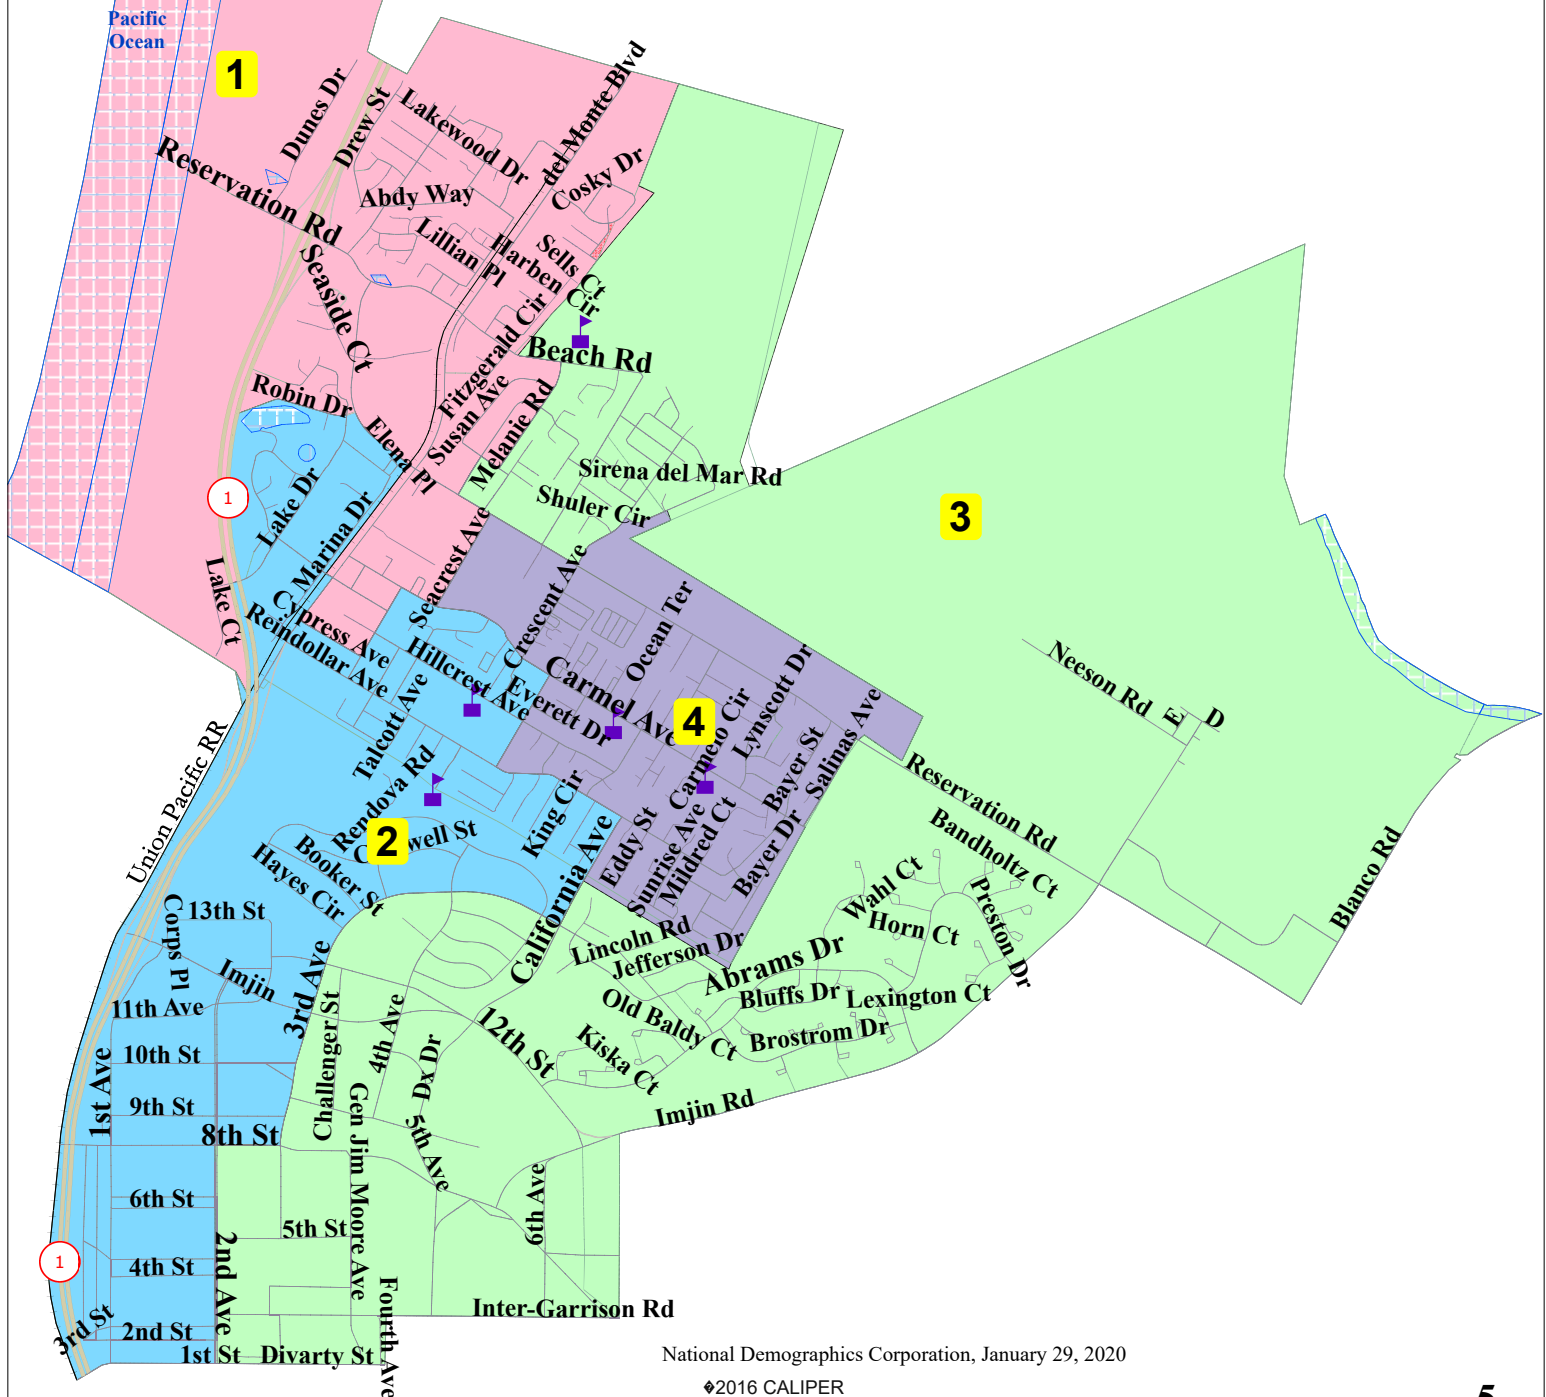 Pacific
Ocean
1
Dunes Dr
Drew St
Lakewood Dr
del Monte Blvd
Cosky Dr
Reservation Rd
Abdy Way
Lillian Pl
Harben Cir
Sells Ct
Seaside Ct
Fitzgerald Cir
Beach Rd
Robin Dr
Susan Ave
Melanie Rd
Elena Pl
Sirena del Mar Rd
Shuler Cir
1
Lake Dr
Marina Dr
3
Seacrest Ave
Crescent Ave
Lake Ct
Cypress Ave
Reindollar Ave
Hillcrest Ave
Ocean Ter
Everett Dr
Carmel Ave
4
Carmelo Cir
Lynscott Dr
Bayer St
Salinas Ave
Neeson Rd
E
D
Talcott Ave
Union Pacific RR
Rendova Rd
2
King Cir
California Ave
Eddy St
Sunrise Ave
Mildred Ct
Bayer Dr
Reservation Rd
Bandholtz Ct
Blanco Rd
Booker St
Hayes Cir
Wahl Ct
Horn Ct
Preston Dr
Corps Pl
13th St
Imjin
3rd Ave
Lincoln Rd
Jefferson Dr
Abrams Dr
Bluffs Dr
Lexington Ct
Old Baldy Ct
Brostrom Dr
11th Ave
Challenger St
4th Ave
12th St
Kiska Ct
10th St
1st Ave
Dx Dr
Imjin Rd
9th St
8th St
Gen Jim Moore Ave
5th Ave
6th St
5th St
6th Ave
1
4th St
2nd Ave
Fourth Ave
Inter-Garrison Rd
3rd St
2nd St
1st St
Divarty St
National Demographics Corporation, January 29, 2020
�2016 CALIPER